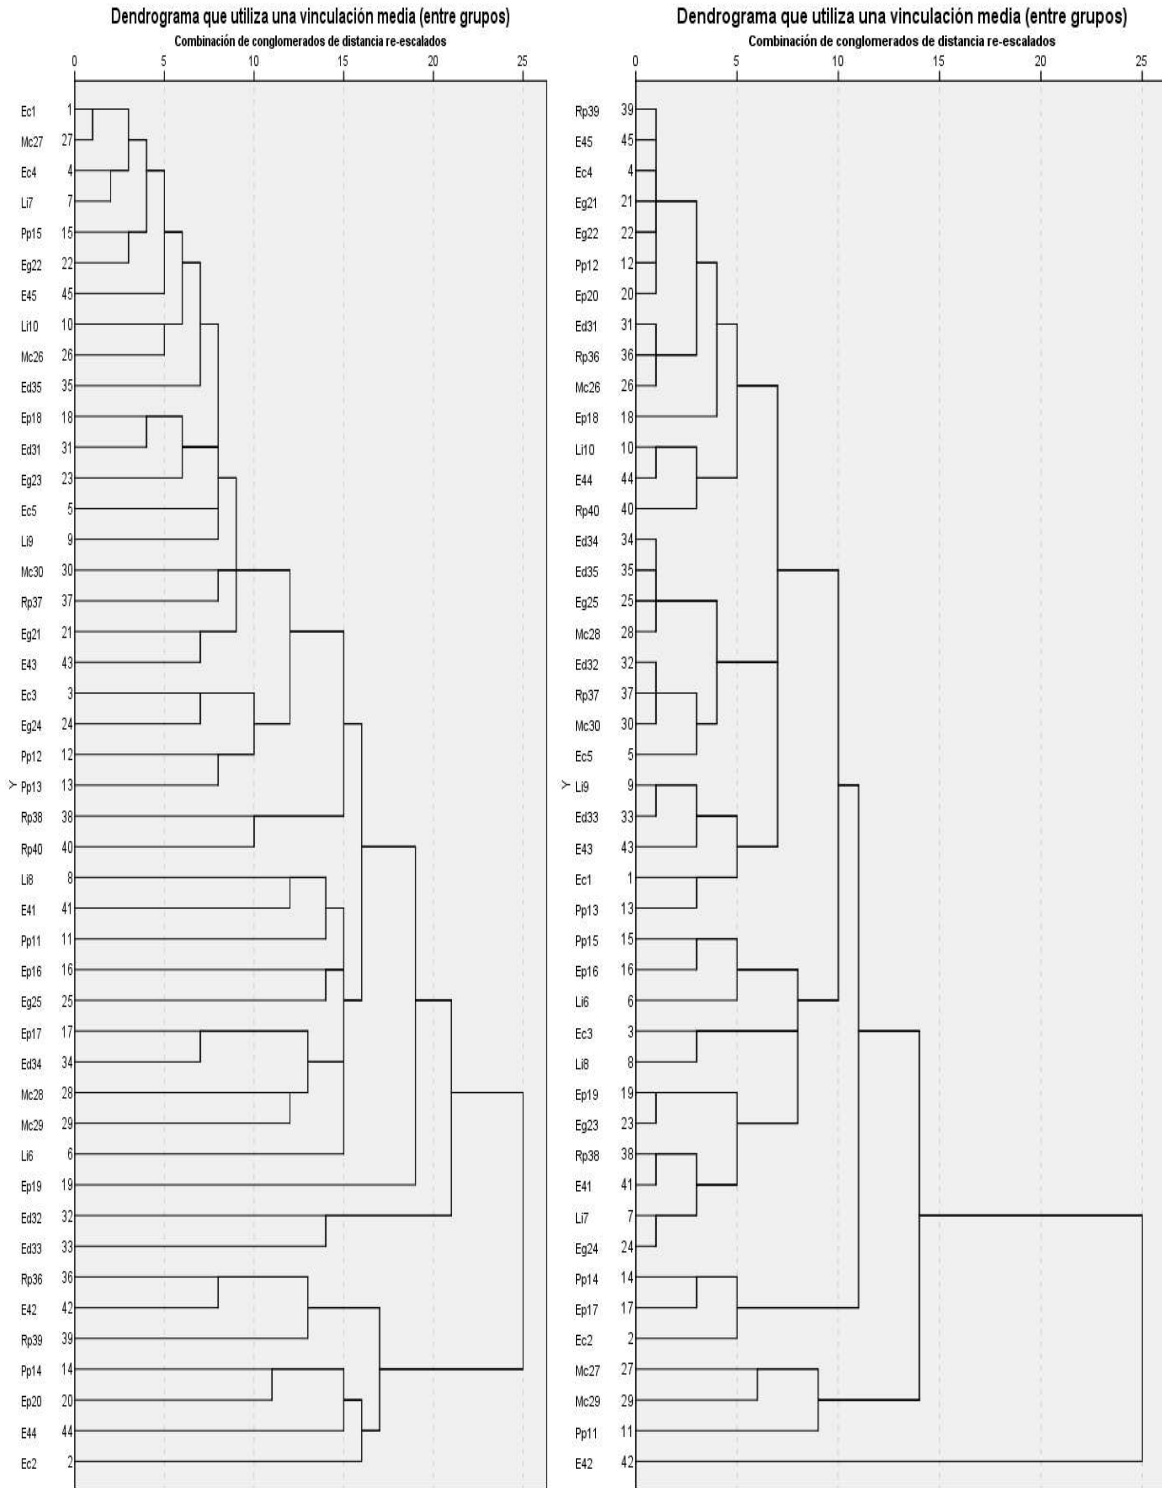 Dendrograma que utiliza una vinculación media (entre grupos)
Combinación de conglomerados de distancia re-escalados
0 5 10 15 20 25
Ec1 1
Mc27 27
Ec4 4
Li7 7
Pp15 15
Eg22 22
E45 45
Li10 10
Mc26 26
Ed35 35
Ep18 18
Ed31 31
Eg23 23
Ec5 5
Li9 9
Mc30 30
Rp37 37
Eg21 21
E43 43
Ec3 3
Eg24 24
Pp12 12
Y Pp13 13
Rp38 38
Rp40 40
Li8 8
E41 41
Pp11 11
Ep16 16
Eg25 25
Ep17 17
Ed34 34
Mc28 28
Mc29 29
Li6 6
Ep19 19
Ed32 32
Ed33 33
Rp36 36
E42 42
Rp39 39
Pp14 14
Ep20 20
E44 44
Ec2 2
Dendrograma que utiliza una vinculación media (entre grupos)
Combinación de conglomerados de distancia re-escalados
0 5 10 15 20 25
Rp39 39
E45 45
Ec4 4
Eg21 21
Eg22 22
Pp12 12
Ep20 20
Ed31 31
Rp36 36
Mc26 26
Ep18 18
Li10 10
E44 44
Rp40 40
Ed34 34
Ed35 35
Eg25 25
Mc28 28
Ed32 32
Rp37 37
Mc30 30
Ec5 5
Y Li9 9
Ed33 33
E43 43
Ec1 1
Pp13 13
Pp15 15
Ep16 16
Li6 6
Ec3 3
Li8 8
Ep19 19
Eg23 23
Rp38 38
E41 41
Li7 7
Eg24 24
Pp14 14
Ep17 17
Ec2 2
Mc27 27
Mc29 29
Pp11 11
E42 42